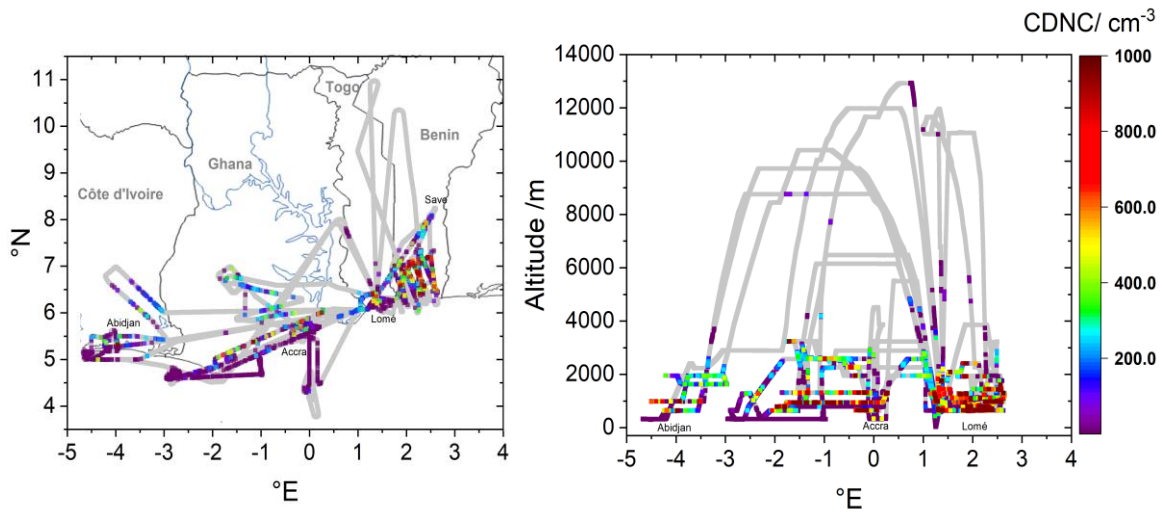 CDNC/ cm-3
11
10
9
8
7
6
5
4
°N
Togo
Benin
Ghana
Côte d'Ivoire
Save
Abidjan
Lomé
Accra
-5 -4 -3 -2 -1 0 1 2 3 4
°E
14000
12000
10000
8000
6000
4000
2000
0
Altitude /m
Abidjan Accra Lomé
-5 -4 -3 -2 -1 0 1 2 3 4
°E
1000
800.0
600.0
400.0
200.0